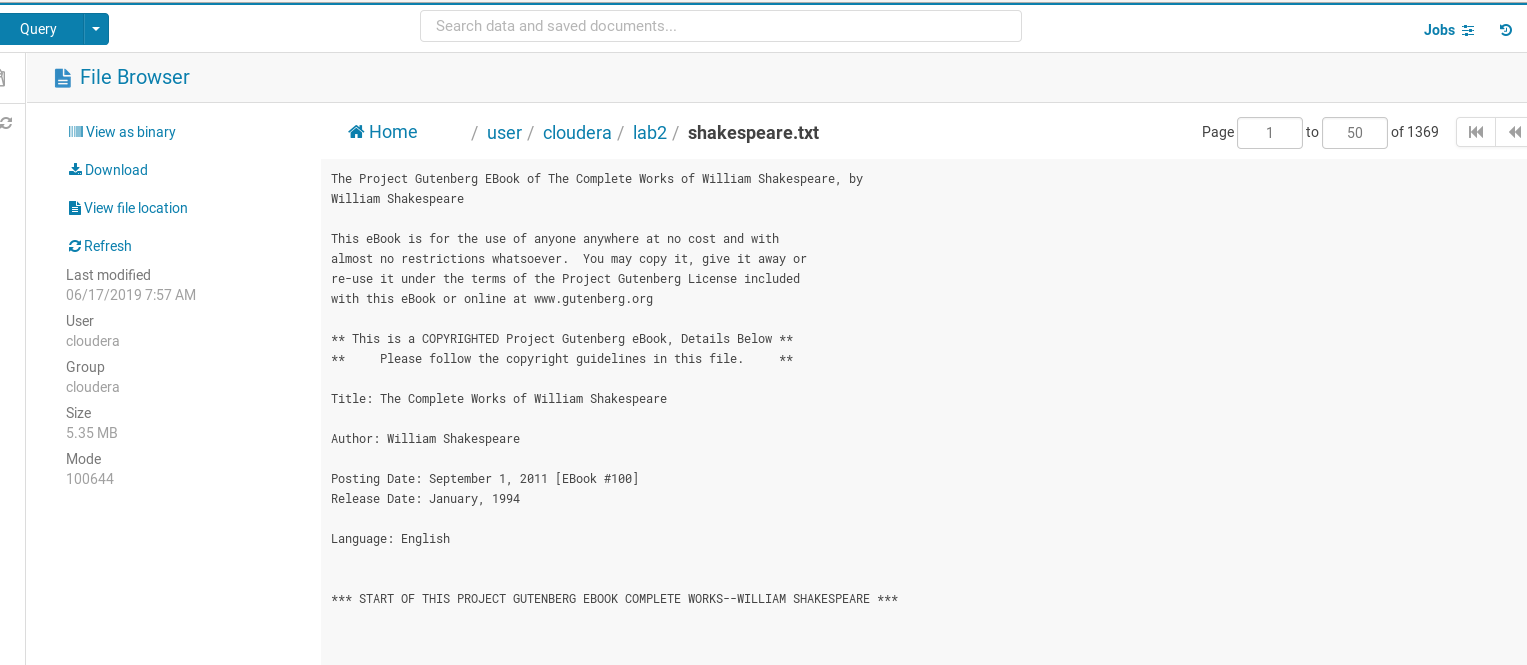 Query
Search data and saved documents...
Jobs
File Browser
View as binary
Download
View file location
Refresh
Last modified
06/17/2019 7:57 AM
User
cloudera
Group
cloudera
Size
5.35 MB
Mode
100644
Home / user / cloudera / lab2 / shakespeare.txt
Page 1 to 50 of 1369
The Project Gutenberg EBook of The Complete Works of William Shakespeare, by
William Shakespeare
This eBook is for the use of anyone anywhere at no cost and with
almost no restrictions whatsoever.  You may copy it, give it away or
re-use it under the terms of the Project Gutenberg License included
with this eBook or online at www.gutenberg.org
** This is a COPYRIGHTED Project Gutenberg eBook, Details Below **
**     Please follow the copyright guidelines in this file.     **
Title: The Complete Works of William Shakespeare
Author: William Shakespeare
Posting Date: September 1, 2011 [EBook #100]
Release Date: January, 1994
Language: English
*** START OF THIS PROJECT GUTENBERG EBOOK COMPLETE WORKS--WILLIAM SHAKESPEARE ***